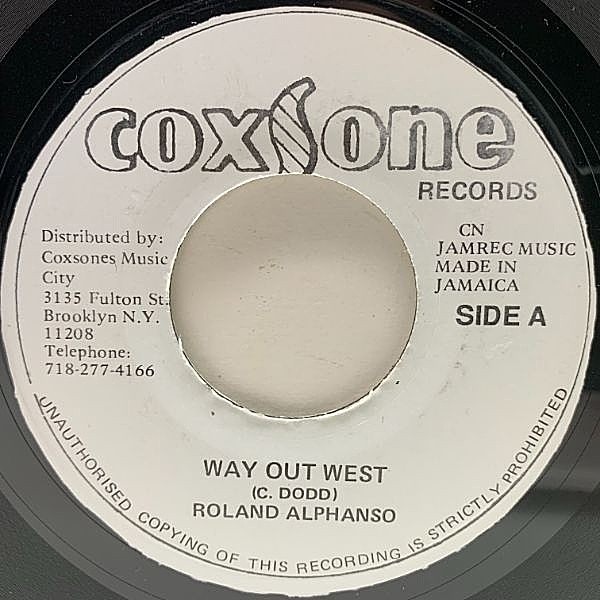 coxsone
RECORDS
Distributed by:
Coxsones Music
City
3135 Fulton St.
Brooklyn N.Y.
11208
Telephone:
718-277-4166
CN
JAMREC MUSIC
MADE IN
JAMAICA
SIDE A
WAY OUT WEST
(C. DODD)
ROLAND ALPHANSO
UNAUTHORISED COPYING OF THIS RECORDING IS STRICTLY PROHIBITED